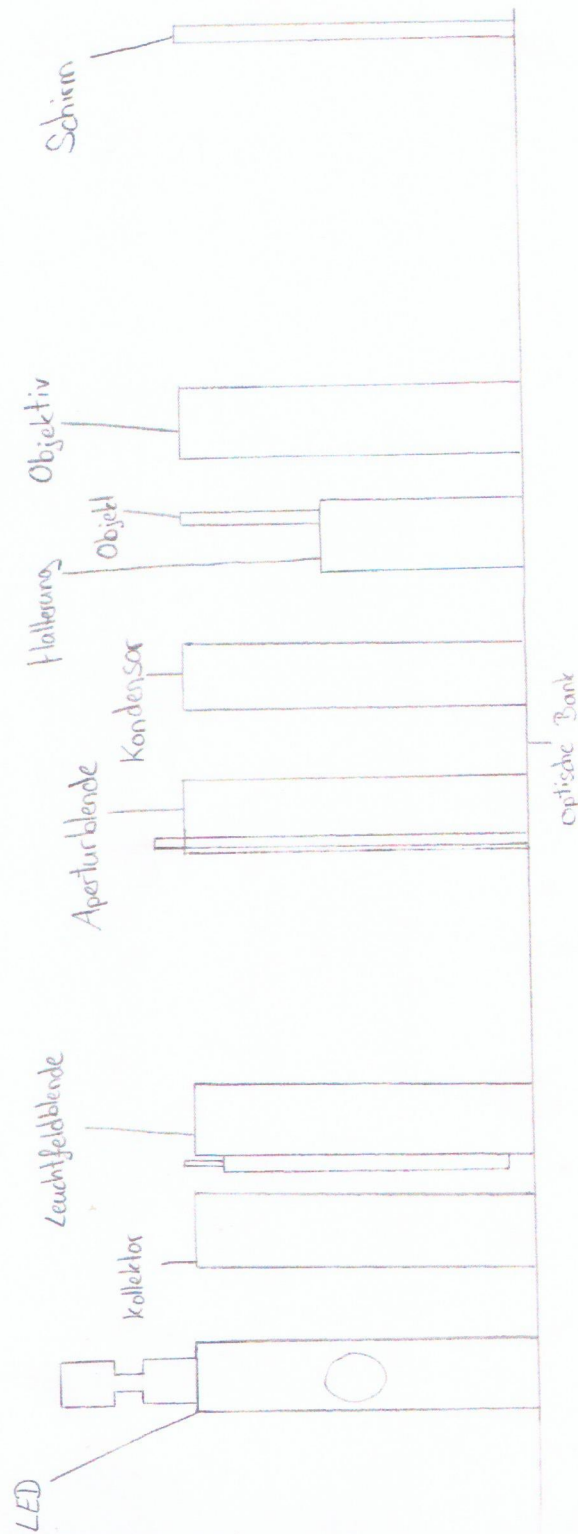 LED
Kollektor
Leuchtfeldblende
Aperturblende
Kondensor
Halterung
Objekt
Objektiv
Schirm
Optische Bank